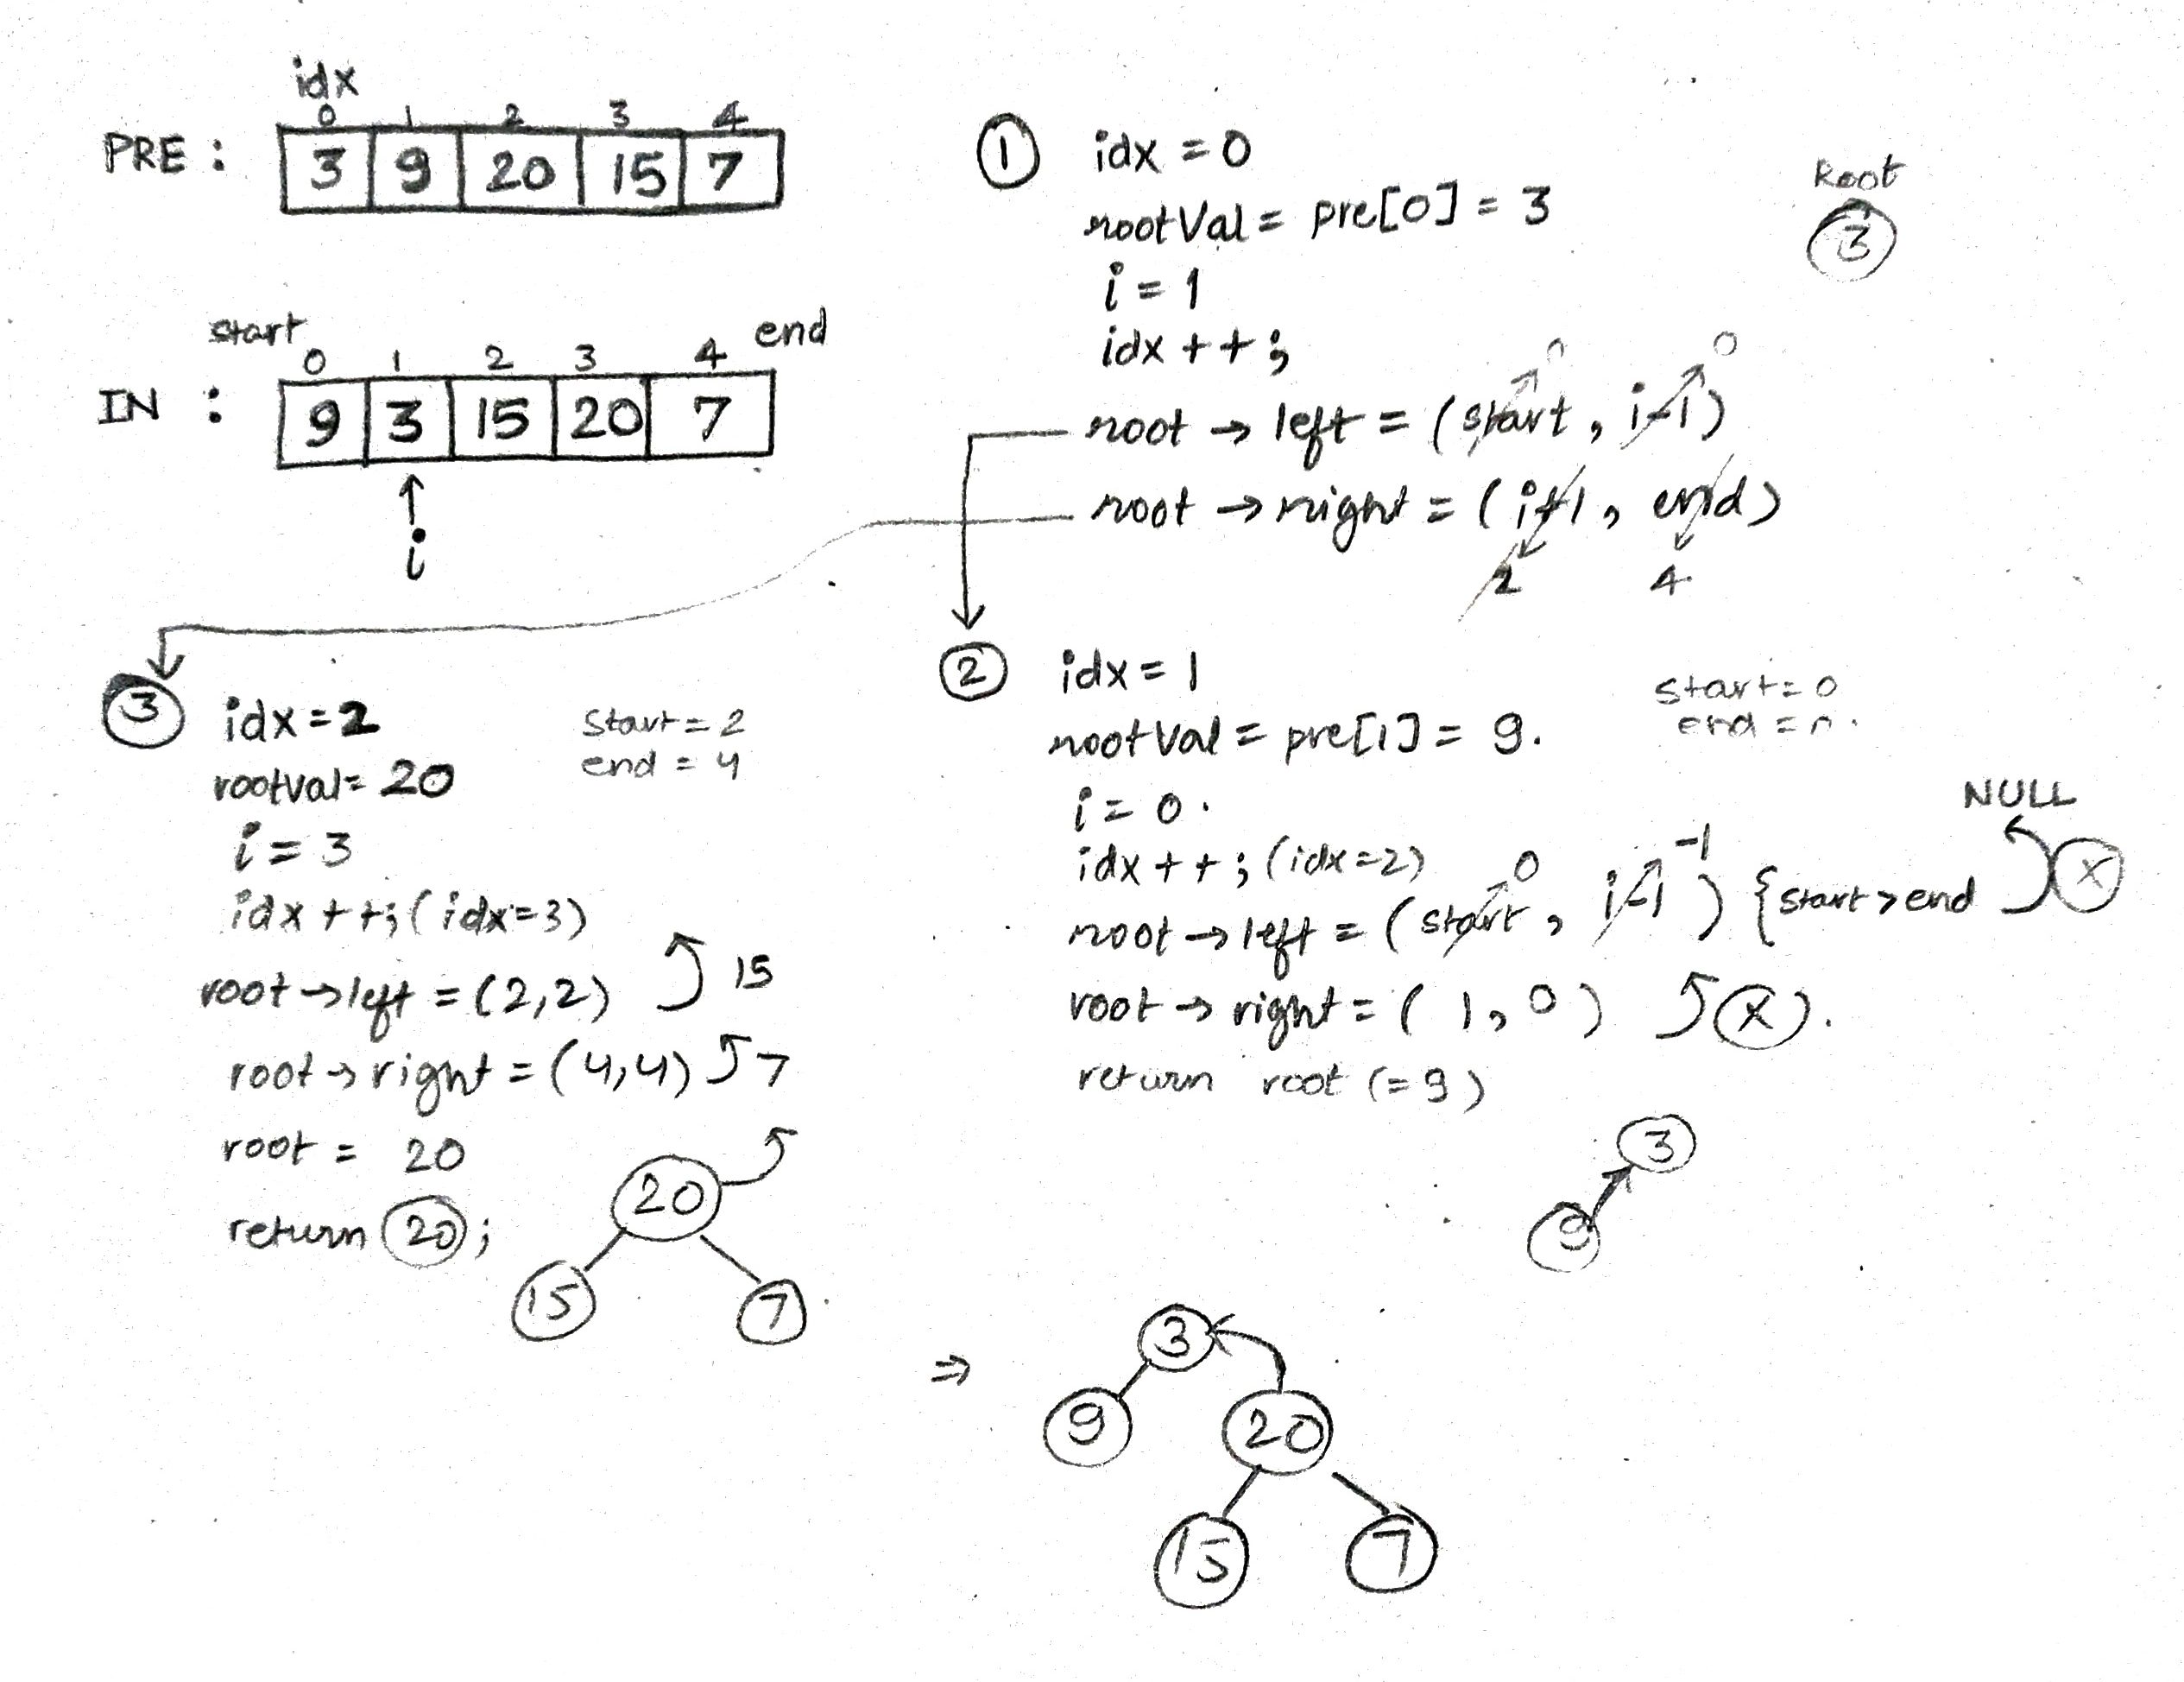 idx
0 1 2 3 4
PRE : 3 9 20 15 7
start end
0 1 2 3 4
IN : 9 3 15 20 7
i
① idx = 0
rootVal = pre[0] = 3
i = 1
idx ++;
0 0
root → left = (start, i-1)
root → right = (i+1, end)
2 4
Root
3
② idx = 1
start = 0
rootVal = pre[1] = 9.
end = 0.
i = 0.
idx ++; (idx=2)
0 -1
root → left = (start, i-1) {start > end
NULL
X
root → right = (1, 0) X.
return root (= 9)
3
9
③ idx = 2
start = 2
rootVal = 20
end = 4
i = 3
idx ++; (idx=3)
root → left = (2,2) 15
root → right = (4,4) 7
root = 20
return 20;
20
15 7
⇒
3
9 20
15 7